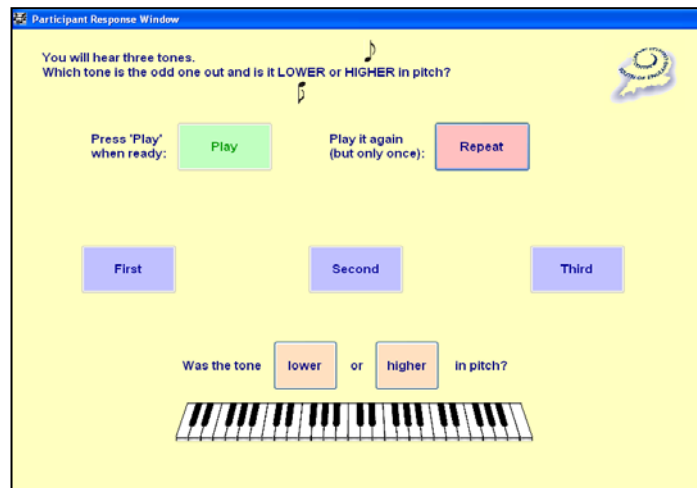 Participant Response Window
You will hear three tones.
Which tone is the odd one out and is it LOWER or HIGHER in pitch?
Press 'Play'
when ready:
Play
Play it again
(but only once):
Repeat
First
Second
Third
Was the tone
lower
or
higher
in pitch?